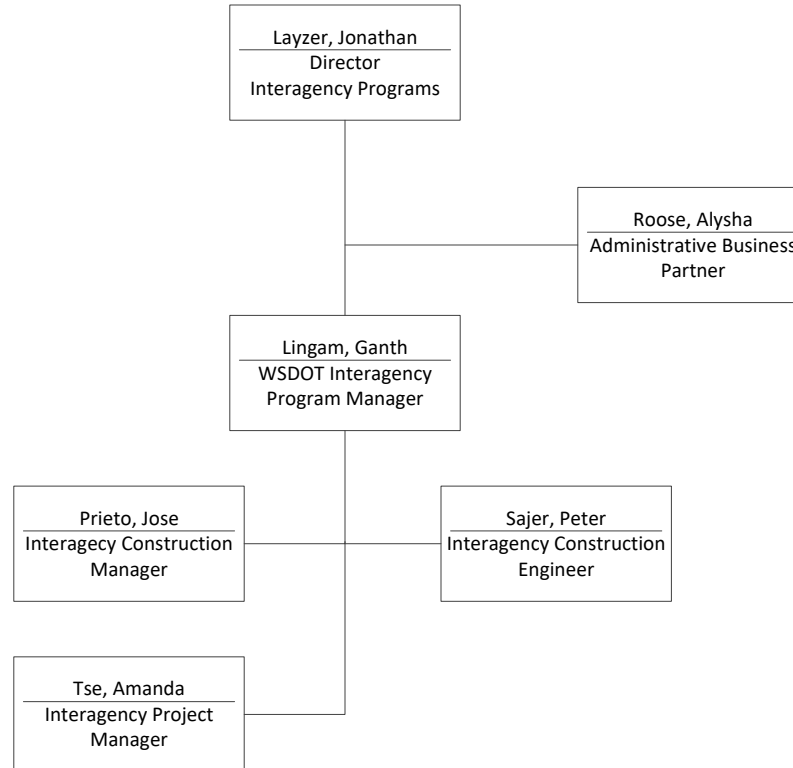 Layzer, Jonathan
Director
Interagency Programs
Roose, Alysha
Administrative Business
Partner
Lingam, Ganth
WSDOT Interagency
Program Manager
Prieto, Jose
Interagecy Construction
Manager
Sajer, Peter
Interagency Construction
Engineer
Tse, Amanda
Interagency Project
Manager